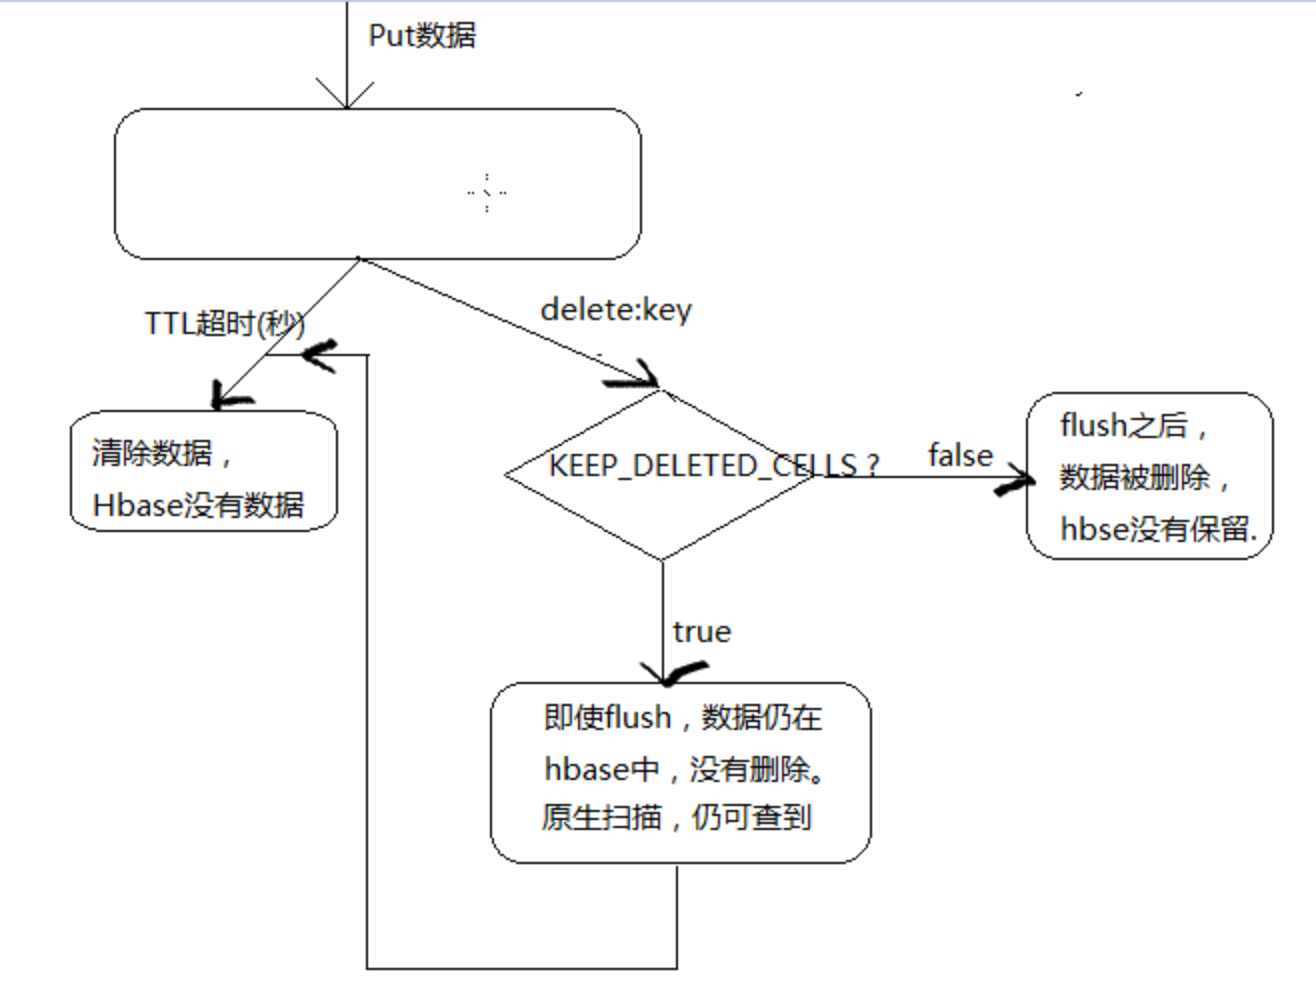 Put数据
delete:key
TTL超时(秒)
清除数据，
Hbase没有数据
KEEP_DELETED_CELLS？
false
flush之后，
数据被删除，
hbse没有保留.
true
即使flush，数据仍在
hbase中，没有删除。
原生扫描，仍可查到